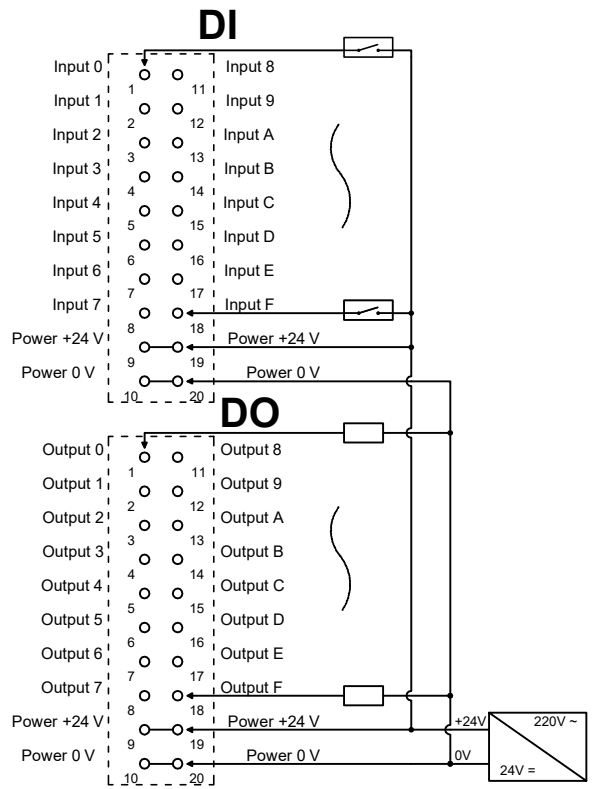 DI
Input 0 Input 8
1 11
Input 1 Input 9
2 12
Input 2 Input A
3 13
Input 3 Input B
4 14
Input 4 Input C
5 15
Input 5 Input D
6 16
Input 6 Input E
7 17
Input 7 Input F
8 18
Power +24 V Power +24 V
9 19
Power 0 V Power 0 V
10 20
DO
Output 0 Output 8
1 11
Output 1 Output 9
2 12
Output 2 Output A
3 13
Output 3 Output B
4 14
Output 4 Output C
5 15
Output 5 Output D
6 16
Output 6 Output E
7 17
Output 7 Output F
8 18
Power +24 V Power +24 V +24V 220V ~
9 19
Power 0 V Power 0 V 0V
24V =
10 20